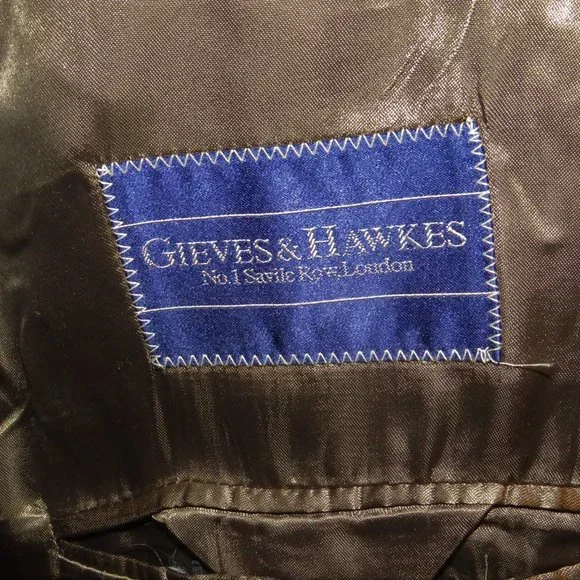 GIEVES & HAWKES
No.1 Savile Row, London